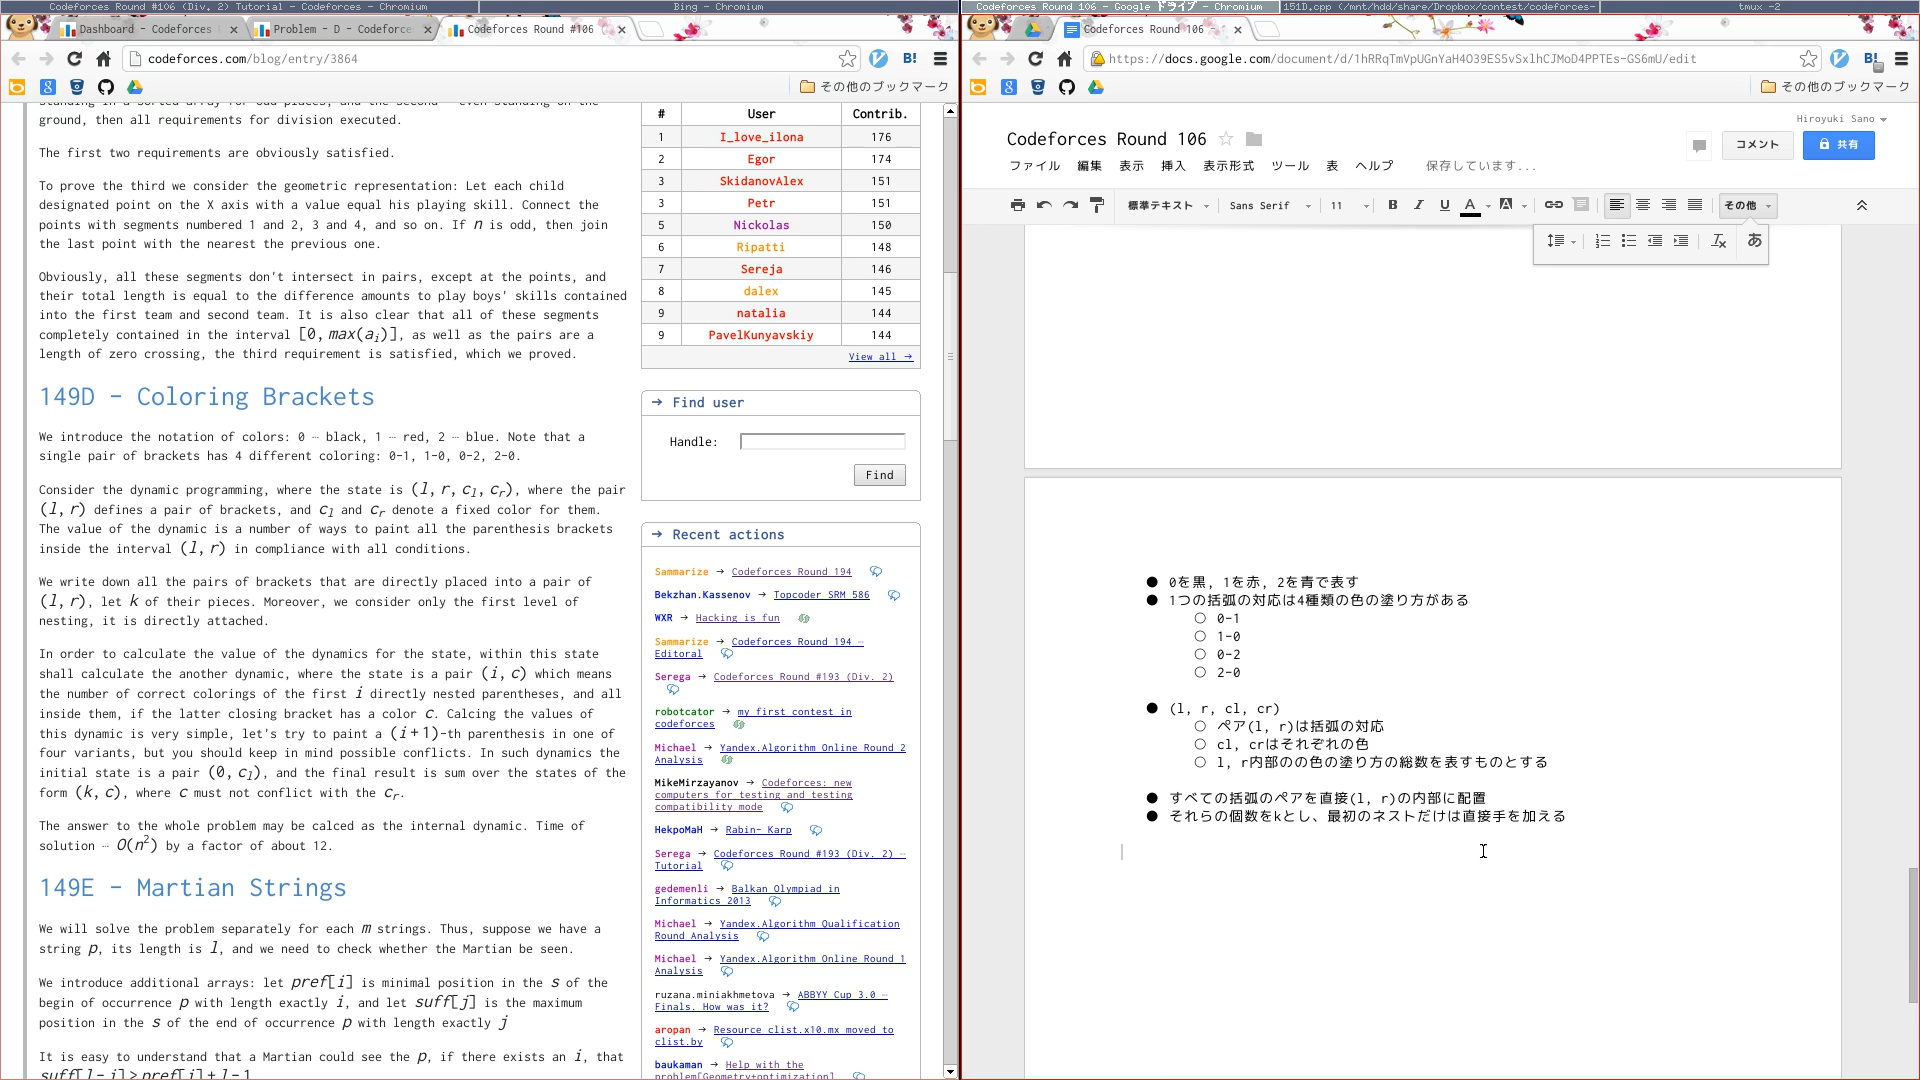 Codeforces Round #106 (Div. 2) Tutorial - Codeforces - Chromium
Bing - Chromium
Codeforces Round 106 - Google ドライブ - Chromium
151D.cpp (/mnt/hdd/share/Dropbox/contest/codeforces-
tmux -2
Dashboard - Codeforces
Problem - D - Codeforces
Codeforces Round #106
codeforces.com/blog/entry/3864
その他のブックマーク
standing in a sorted array for odd places, and the second - even standing on the
ground, then all requirements for division executed.
The first two requirements are obviously satisfied.
To prove the third we consider the geometric representation: Let each child
designated point on the X axis with a value equal his playing skill. Connect the
points with segments numbered 1 and 2, 3 and 4, and so on. If n is odd, then join
the last point with the nearest the previous one.
Obviously, all these segments don't intersect in pairs, except at the points, and
their total length is equal to the difference amounts to play boys' skills contained
into the first team and second team. It is also clear that all of these segments
completely contained in the interval [0, max(ai)], as well as the pairs are a
length of zero crossing, the third requirement is satisfied, which we proved.
149D - Coloring Brackets
We introduce the notation of colors: 0 — black, 1 — red, 2 — blue. Note that a
single pair of brackets has 4 different coloring: 0-1, 1-0, 0-2, 2-0.
Consider the dynamic programming, where the state is (l, r, cl, cr), where the pair
(l, r) defines a pair of brackets, and cl and cr denote a fixed color for them.
The value of the dynamic is a number of ways to paint all the parenthesis brackets
inside the interval (l, r) in compliance with all conditions.
We write down all the pairs of brackets that are directly placed into a pair of
(l, r), let k of their pieces. Moreover, we consider only the first level of
nesting, it is directly attached.
In order to calculate the value of the dynamics for the state, within this state
shall calculate the another dynamic, where the state is a pair (i, c) which means
the number of correct colorings of the first i directly nested parentheses, and all
inside them, if the latter closing bracket has a color c. Calcing the values of
this dynamic is very simple, let's try to paint a (i + 1)-th parenthesis in one of
four variants, but you should keep in mind possible conflicts. In such dynamics the
initial state is a pair (0, cl), and the final result is sum over the states of the
form (k, c), where c must not conflict with the cr.
The answer to the whole problem may be calced as the internal dynamic. Time of
solution — O(n2) by a factor of about 12.
149E - Martian Strings
We will solve the problem separately for each m strings. Thus, suppose we have a
string p, its length is l, and we need to check whether the Martian be seen.
We introduce additional arrays: let pref[i] is minimal position in the s of the
begin of occurrence p with length exactly i, and let suff[j] is the maximum
position in the s of the end of occurrence p with length exactly j
It is easy to understand that a Martian could see the p, if there exists an i, that
suff[l - i] > pref[i] + l - 1
# User Contrib.
1 I_love_ilona 176
2 Egor 174
3 SkidanovAlex 151
3 Petr 151
5 Nickolas 150
6 Ripatti 148
7 Sereja 146
8 dalex 145
9 natalia 144
9 PavelKunyavskiy 144
View all →
→ Find user
Handle:
Find
→ Recent actions
Sammarize → Codeforces Round 194
Bekzhan.Kassenov → Topcoder SRM 586
WXR → Hacking is fun
Sammarize → Codeforces Round 194 —
Editoral
Serega → Codeforces Round #193 (Div. 2)
robotcator → my first contest in
codeforces
Michael → Yandex.Algorithm Online Round 2
Analysis
MikeMirzayanov → Codeforces: new
computers for testing and testing
compatibility mode
HekpoMaH → Rabin- Karp
Serega → Codeforces Round #193 (Div. 2) —
Tutorial
gedemenli → Balkan Olympiad in
Informatics 2013
Michael → Yandex.Algorithm Qualification
Round Analysis
Michael → Yandex.Algorithm Online Round 1
Analysis
ruzana.miniakhmetova → ABBYY Cup 3.0 —
Finals. How was it?
aropan → Resource clist.x10.mx moved to
clist.by
baukaman → Help with the
problem[Geometry+optimization]
Codeforces Round 106
https://docs.google.com/document/d/1hRRqTmVpUGnYaH4O39ES5vSxlhCJMoD4PPTEs-GS6mU/edit
その他のブックマーク
Hiroyuki Sano
Codeforces Round 106
コメント
共有
ファイル 編集 表示 挿入 表示形式 ツール 表 ヘルプ 保存しています...
標準テキスト Sans Serif 11 B I U A A その他
あ
● 0を黒, 1を赤, 2を青で表す
● 1つの括弧の対応は4種類の色の塗り方がある
○ 0-1
○ 1-0
○ 0-2
○ 2-0
● (l, r, cl, cr)
○ ペア(l, r)は括弧の対応
○ cl, crはそれぞれの色
○ l, r内部のの色の塗り方の総数を表すものとする
● すべての括弧のペアを直接(l, r)の内部に配置
● それらの個数をkとし、最初のネストだけは直接手を加える